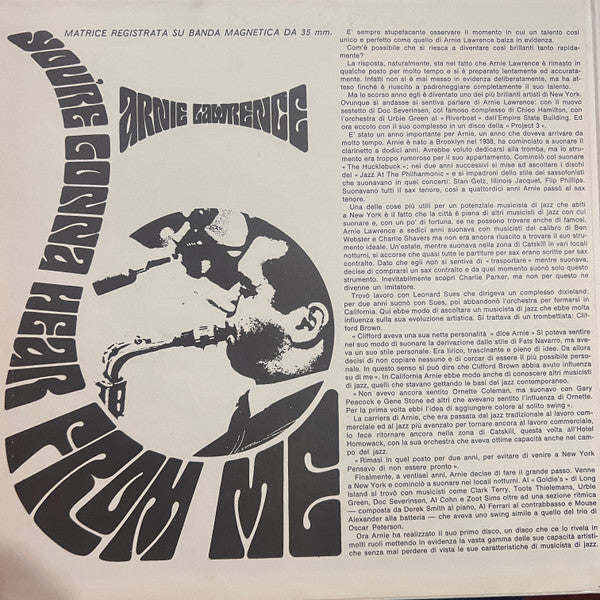 MATRICE REGISTRATA SU BANDA MAGNETICA DA 35 mm.
YOU'RE GONNA HEAR FROM ME
ARNIE LAWRENCE
E' sempre stupefacente osservare il momento in cui un talento così
unico e perfetto come quello di Arnie Lawrence balza in evidenza.
Com'è possibile che si riesca a diventare così brillanti tanto rapida-
mente?
La risposta, naturalmente, sta nel fatto che Arnie Lawrence è rimasto in
qualche posto per molto tempo e si è preparato lentamente ed accurata-
mente. Infatti non si è mai messo in evidenza deliberatamente, ma ha at-
teso finché è riuscito a padroneggiare completamente il suo talento.
Ma lo scorso anno egli è diventato uno dei più brillanti artisti di New York.
Ovunque si andasse si sentiva parlare di Arnie Lawrence: con il nuovo
sestetto di Doc Severinsen, col famoso complesso di Chico Hamilton, con
l'orchestra di Urbie Green al « Riverboat » dell'Empire State Building. Ed
ora eccolo con il suo complesso in un disco della « Project 3 ».
E' stato un anno importante per Arnie, un anno che doveva arrivare da
molto tempo. Arnie è nato a Brooklyn nel 1938, ha cominciato a suonare il
clarinetto a dodici anni. Avrebbe voluto dedicarsi alla tromba, ma lo stru-
mento era troppo rumoroso per il suo appartamento. Cominciò col suonare
« The Hucklebuck »; nei due anni successivi si mise ad ascoltare i dischi
del « Jazz At The Philharmonic » e si impadronì dello stile dei sassofonisti
che suonavano in quei concerti: Stan Getz, Illinois Jacquet, Flip Phillips.
Suonavano tutti il sax tenore, così a quattordici anni Arnie passò al sax
tenore.
Una delle cose più utili per un potenziale musicista di jazz che abiti
a New York è il fatto che la città è piena di altri musicisti di jazz con cui
suonare e, con un po' di fortuna, se ne possono trovare anche di famosi.
Arnie Lawrence a sedici anni suonava con musicisti del calibro di Ben
Webster e Charlie Shavers ma non era ancora riuscito a trovare il suo stru-
mento ideale. Un'estate, mentre suonava nella zona di Catskill in vari locali
notturni, si accorse che quasi tutte le partiture per sax erano scritte per sax
contralto. Dato che egli non si sentiva di « trasportare » mentre suonava,
decise di comprarsi un sax contralto e da quel momento suonò solo questo
strumento. Inevitabilmente scoprì Charlie Parker, ma non per questo ne
divenne un imitatore.
Trovò lavoro con Leonard Sues che dirigeva un complesso dixieland:
per due anni suonò con Sues, poi abbandonò l'orchestra per fermarsi in
California. Qui ebbe modo di ascoltare un musicista di jazz che ebbe molta
influenza sulla sua evoluzione artistica. Si trattava di un trombettista: Clif-
ford Brown.
« Clifford aveva una sua netta personalità » dice Arnie « Si poteva sentire
nel suo modo di suonare la derivazione dallo stile di Fats Navarro, ma ave-
va un suo stile personale. Era lirico, trascinante e pieno di idee. Da allora
decisi di non copiare nessuno e di cercare di essere il più possibile perso-
nale. In questo senso si può dire che Clifford Brown abbia avuto influenza
su di me ». In California Arnie ebbe modo anche di conoscere altri musicisti
di jazz, quelli che stavano gettando le basi del jazz contemporaneo.
« Non avevo ancora sentito Ornette Coleman, ma suonavo con Gary
Peacock e Gene Stone ed altri che avevano sentito l'influenza di Ornette.
Per la prima volta ebbi l'idea di aggiungere colore al solito swing ».
La carriera di Arnie, che era passata dal jazz tradizionale al lavoro com-
merciale ed al jazz più avanzato per tornare ancora al lavoro commerciale,
lo fece ritornare ancora nella zona di Catskill, questa volta all'Hotel
Homowack, con la sua orchestra che aveva ottime capacità anche nel cam-
po del jazz.
« Rimasi in quel posto per due anni, per evitare di venire a New York
Pensavo di non essere pronto ».
Finalmente, a ventisei anni, Arnie decise di fare il grande passo. Venne
a New York e cominciò a suonare nei locali notturni. Al « Goldie's » di Long
Island si trovò con musicisti come Clark Terry, Toots Thielemans, Urbie
Green, Doc Severinsen, Al Cohn e Zoot Sims oltre ad una sezione ritmica
— composta da Derek Smith al piano, Al Ferrari al contrabbasso e Mouse
Alexander alla batteria — che aveva uno swing simile a quello del trio di
Oscar Peterson.
Ora Arnie ha realizzato il suo primo disco, un disco che ce lo rivela in
molti ruoli mettendo in evidenza la vasta gamma delle sue capacità artisti-
che senza mai perdere di vista le sue caratteristiche di musicista di jazz.